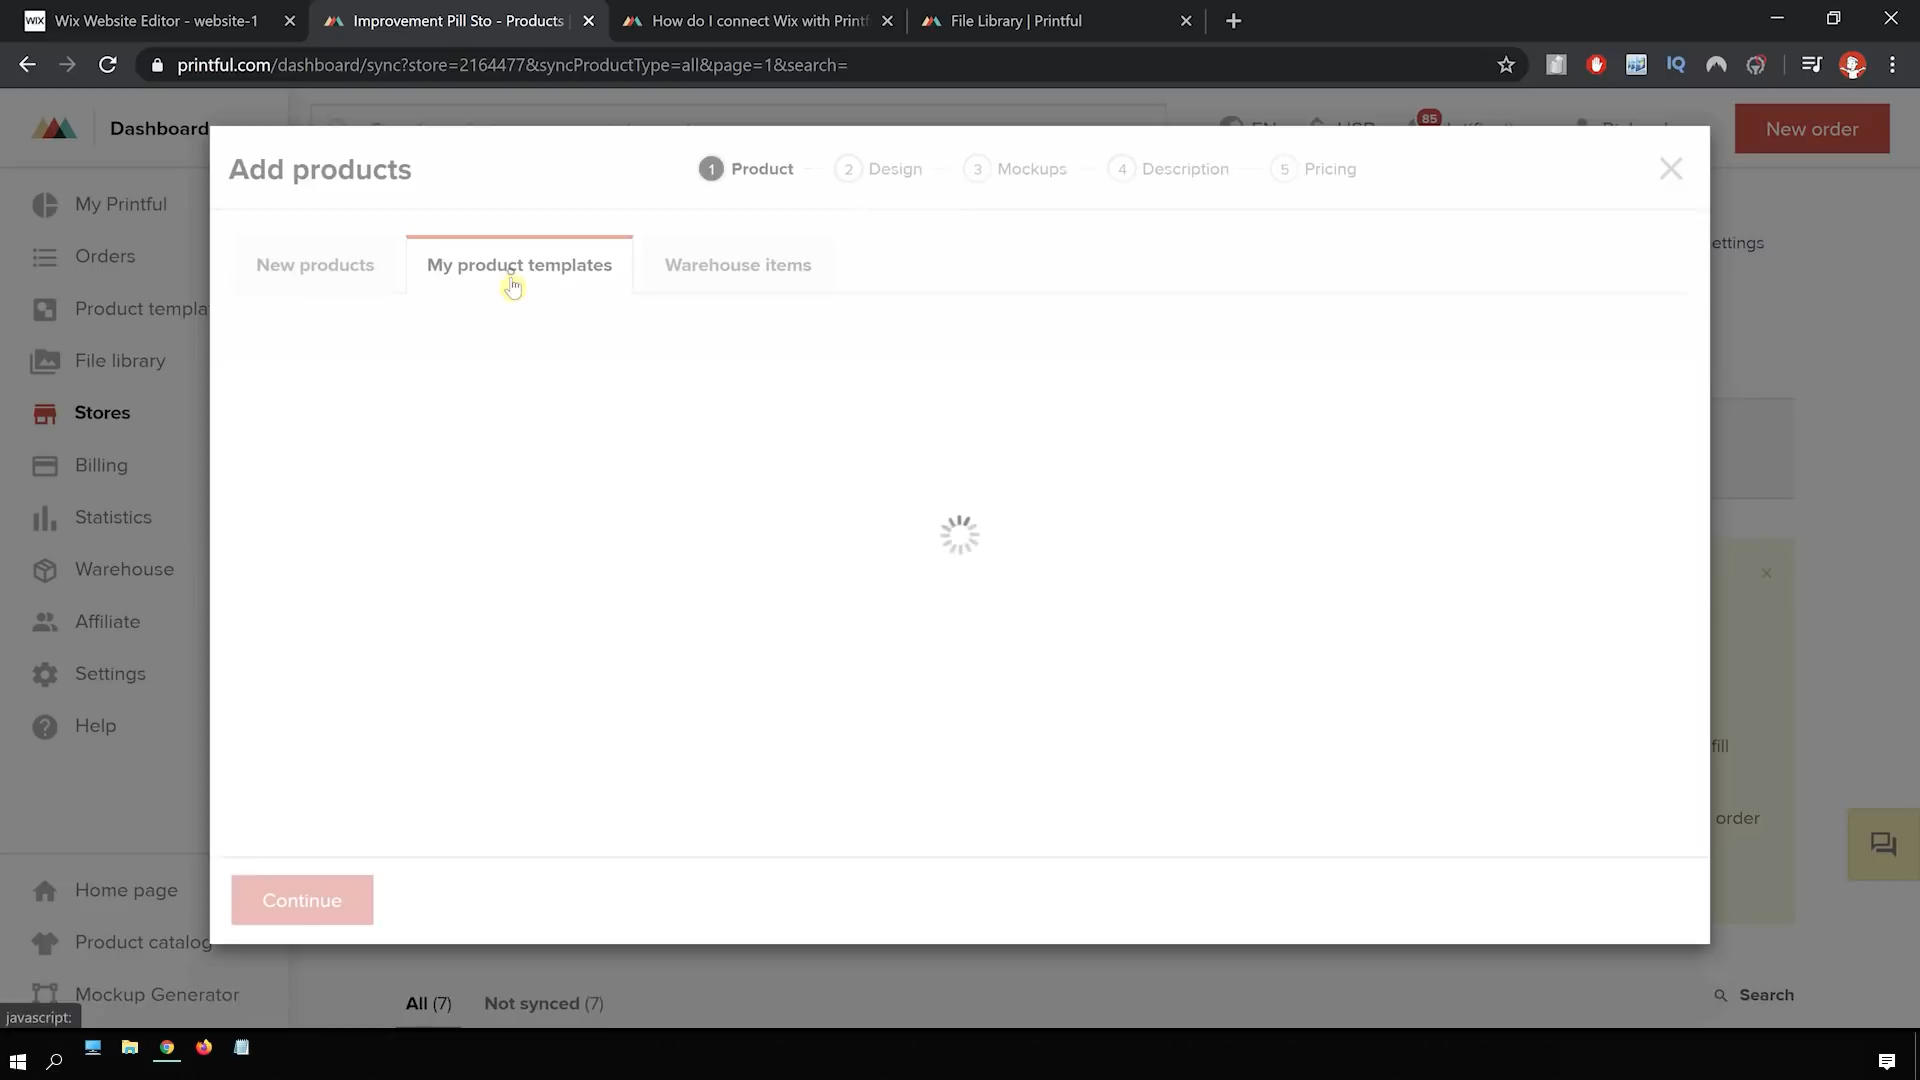 WIX Wix Website Editor - website-1
Improvement Pill Sto - Products |
How do I connect Wix with Printf
File Library | Printful
printful.com/dashboard/sync?store=2164477&syncProductType=all&page=1&search=
IQ
Dashboard
85
New order
Add products
1 Product
2 Design
3 Mockups
4 Description
5 Pricing
My Printful
Orders
Product templa
File library
Stores
Billing
Statistics
Warehouse
Affiliate
Settings
Help
Home page
Product catalog
Mockup Generator
New products
My product templates
Warehouse items
ettings
fill
order
Continue
All (7)
Not synced (7)
Search
javascript: